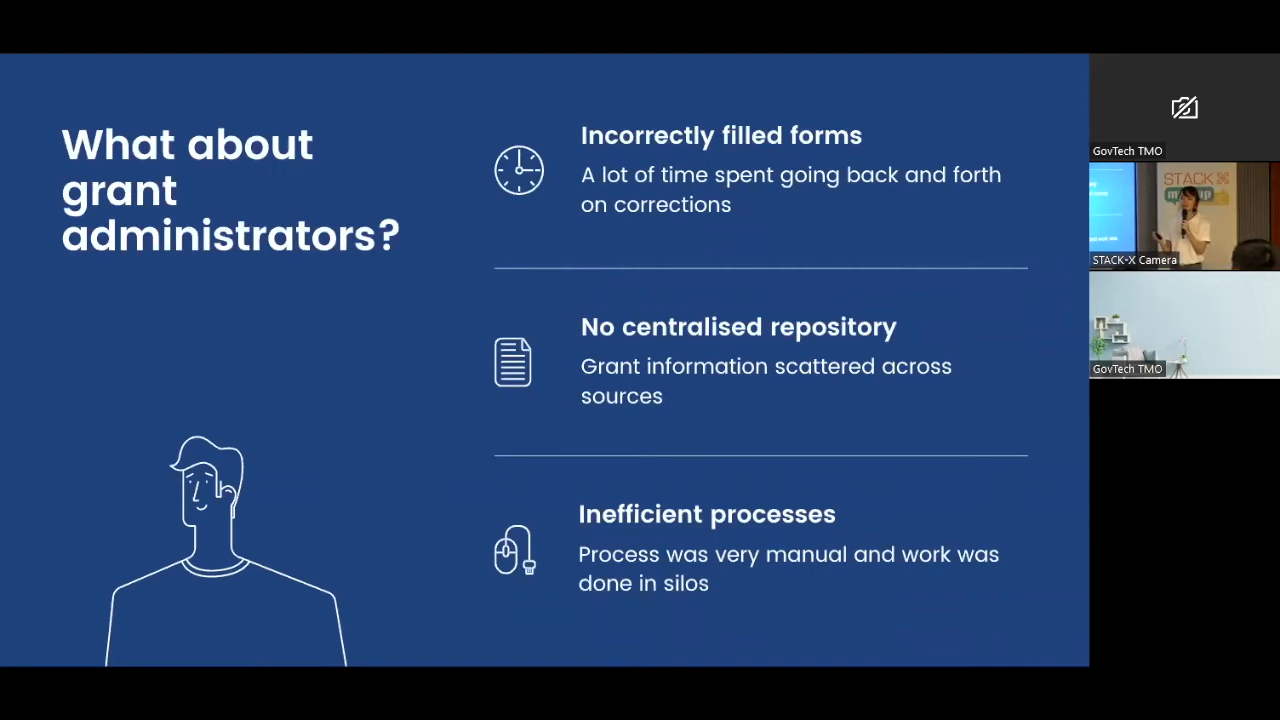 What about
grant
administrators?
Incorrectly filled forms
A lot of time spent going back and forth
on corrections
No centralised repository
Grant information scattered across
sources
Inefficient processes
Process was very manual and work was
done in silos
GovTech TMO
STACK
STACK-X Camera
GovTech TMO